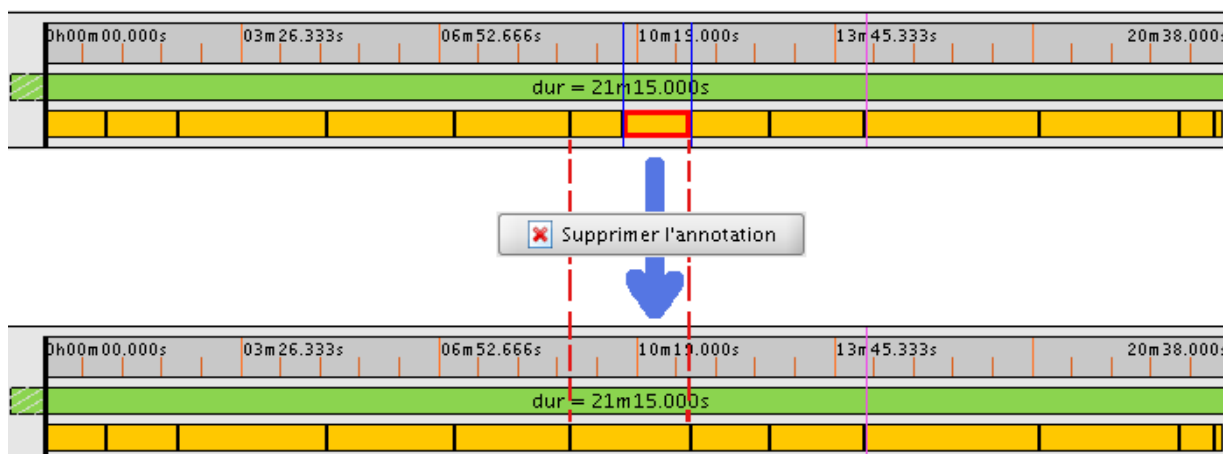 0h00m00.000s 03m26.333s 06m52.666s 10m19.000s 13m45.333s 20m38.000s
dur = 21m15.000s
Supprimer l'annotation
0h00m00.000s 03m26.333s 06m52.666s 10m19.000s 13m45.333s 20m38.000s
dur = 21m15.000s